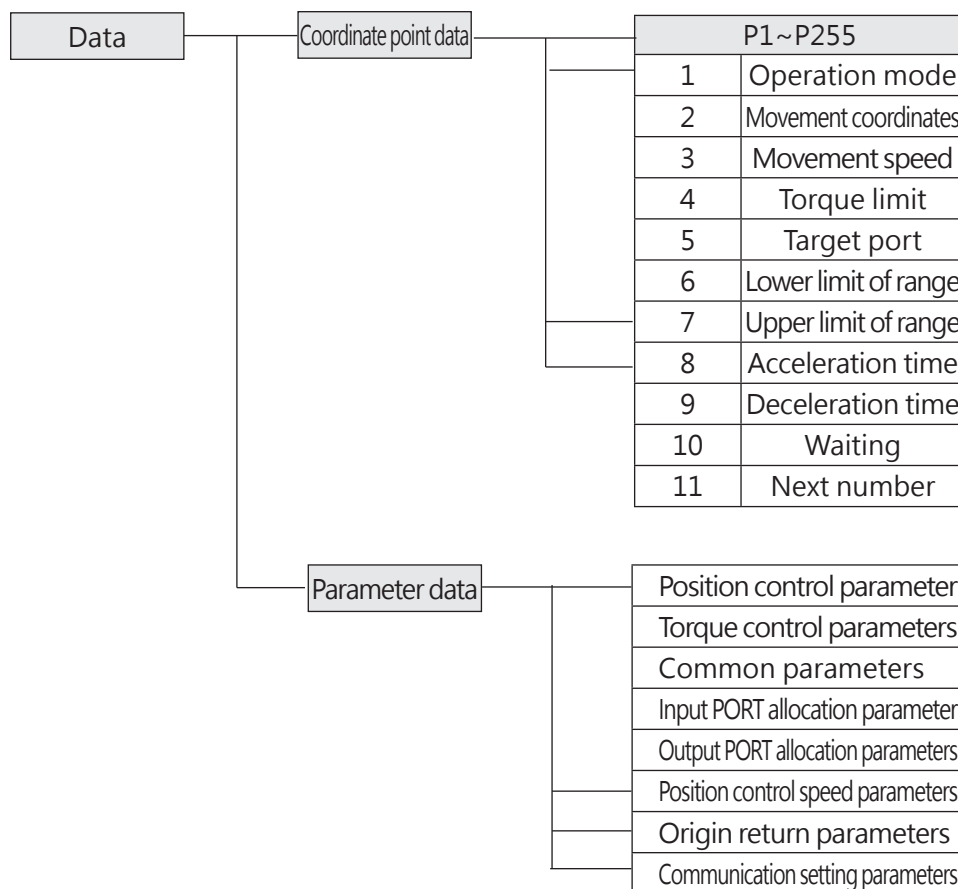 Data
Coordinate point data
P1~P255
1 Operation mode
2 Movement coordinates
3 Movement speed
4 Torque limit
5 Target port
6 Lower limit of range
7 Upper limit of range
8 Acceleration time
9 Deceleration time
10 Waiting
11 Next number
Parameter data
Position control parameter
Torque control parameters
Common parameters
Input PORT allocation parameter
Output PORT allocation parameters
Position control speed parameters
Origin return parameters
Communication setting parameters